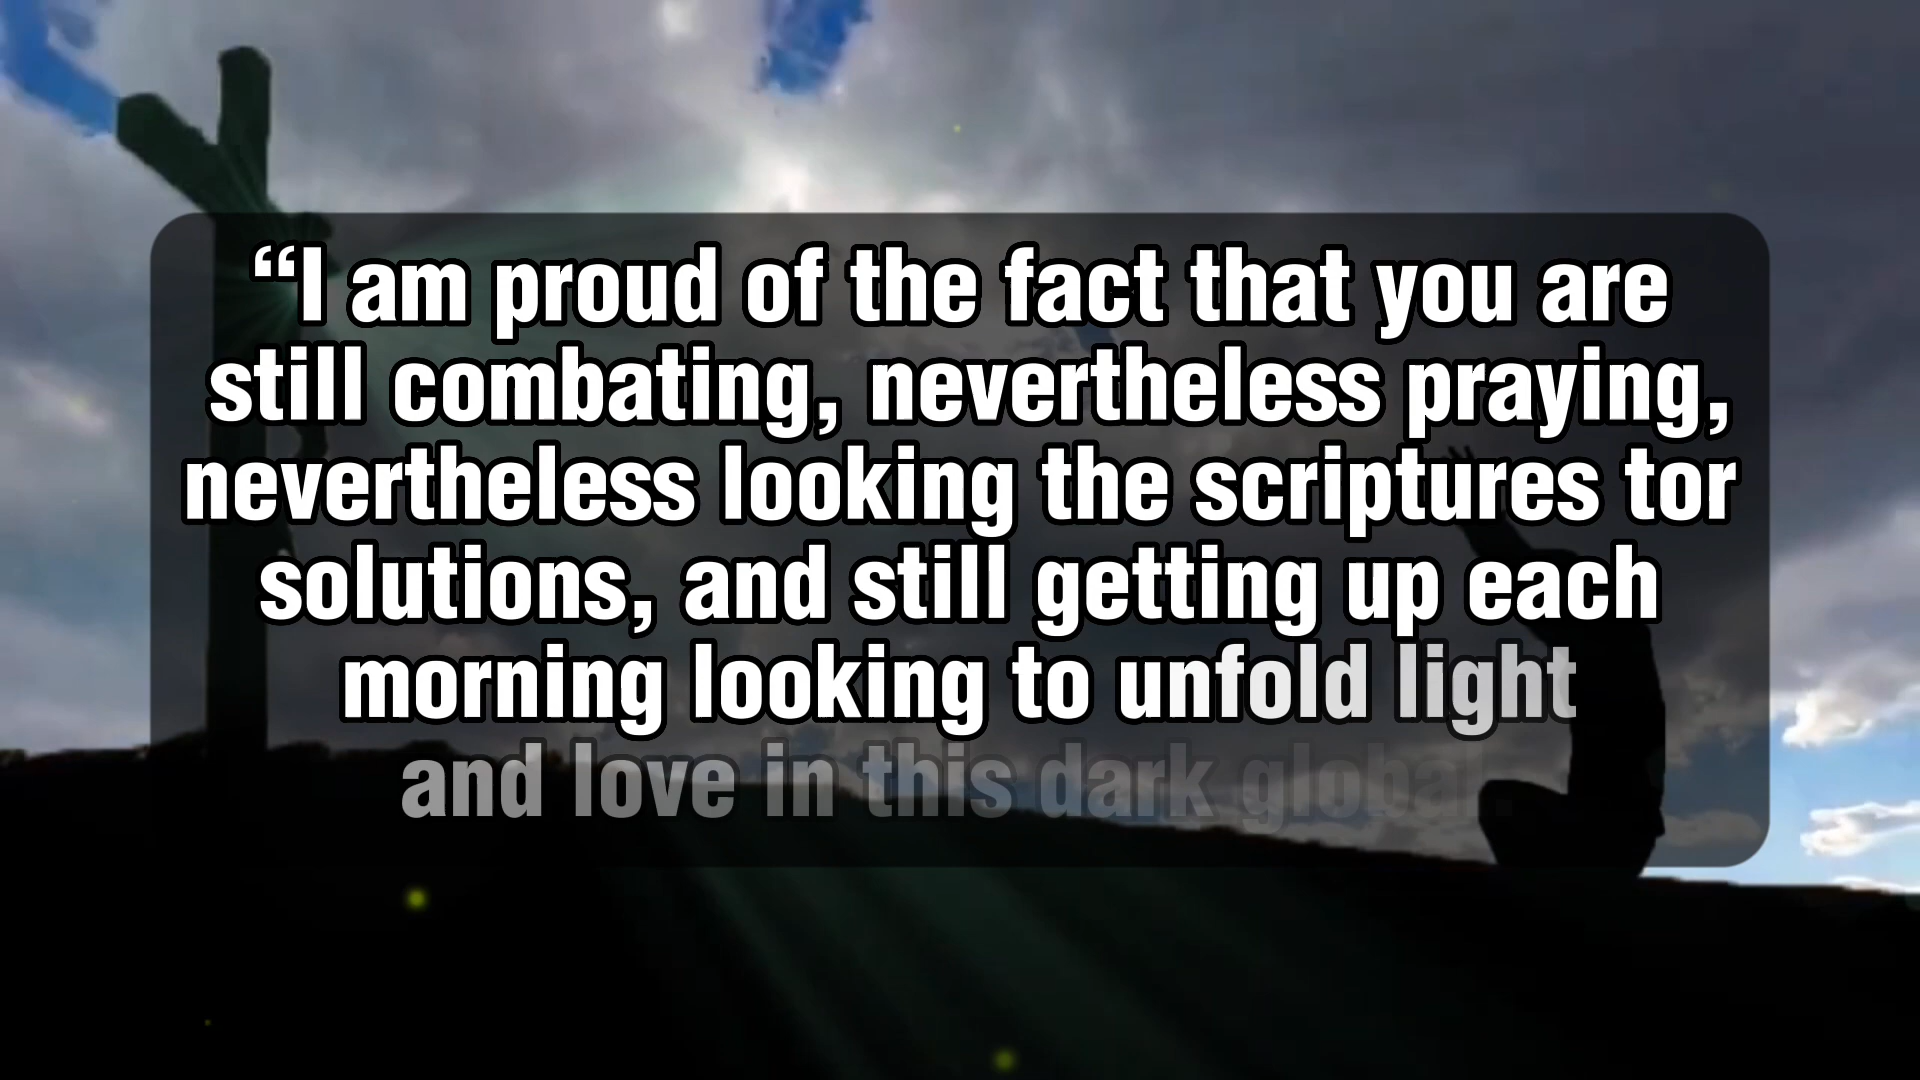 “I am proud of the fact that you are
still combating, nevertheless praying,
nevertheless looking the scriptures tor
solutions, and still getting up each
morning looking to unfold light
and love in this dark global.